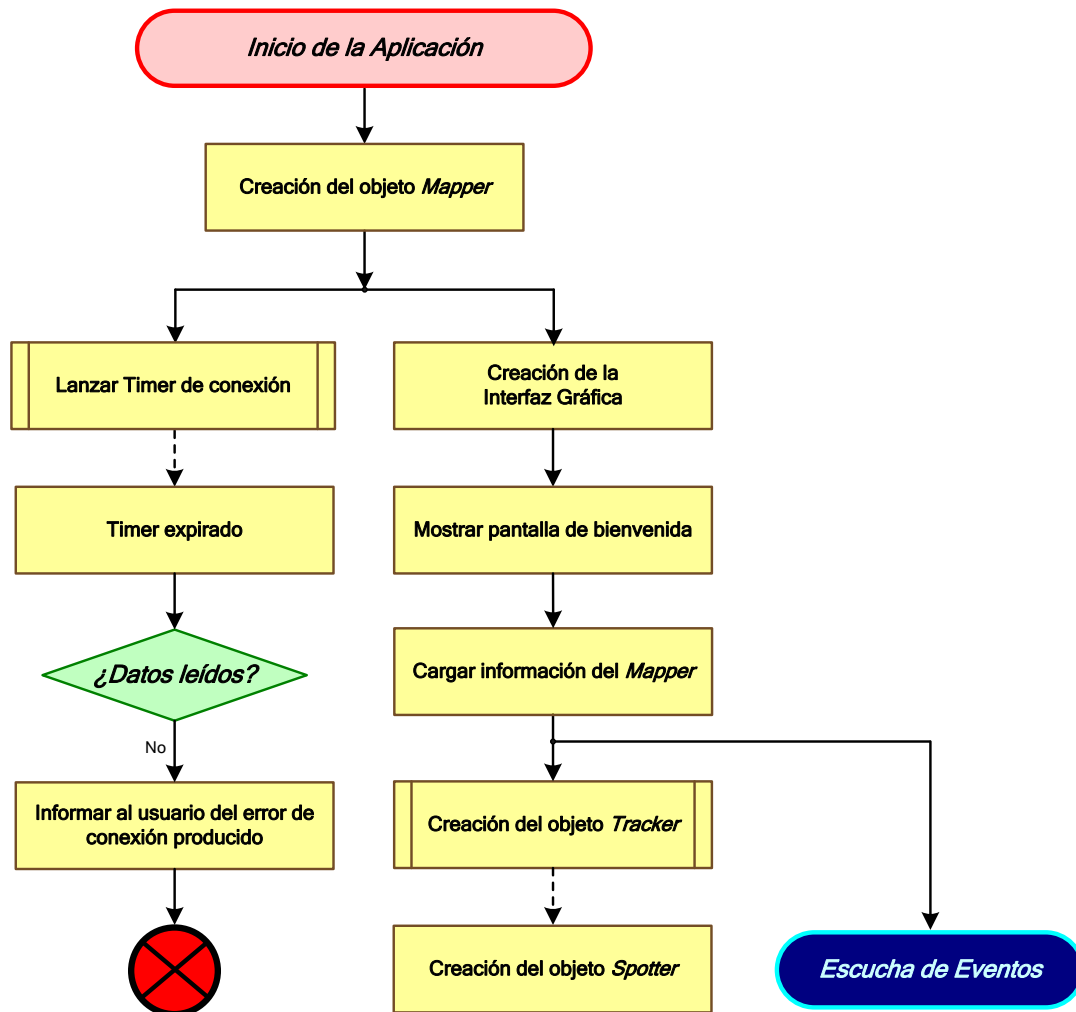 Inicio de la Aplicación
Creación del objeto Mapper
Lanzar Timer de conexión
Creación de la
Interfaz Gráfica
Timer expirado
Mostrar pantalla de bienvenida
¿Datos leídos?
Cargar información del Mapper
No
Informar al usuario del error de
conexión producido
Creación del objeto Tracker
Creación del objeto Spotter
Escucha de Eventos